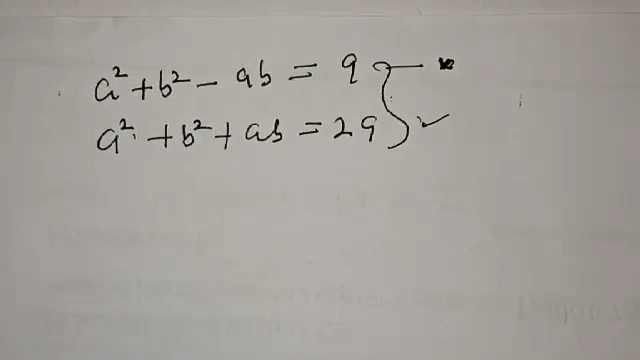 a² + b² - ab = 9
a² + b² + ab = 29